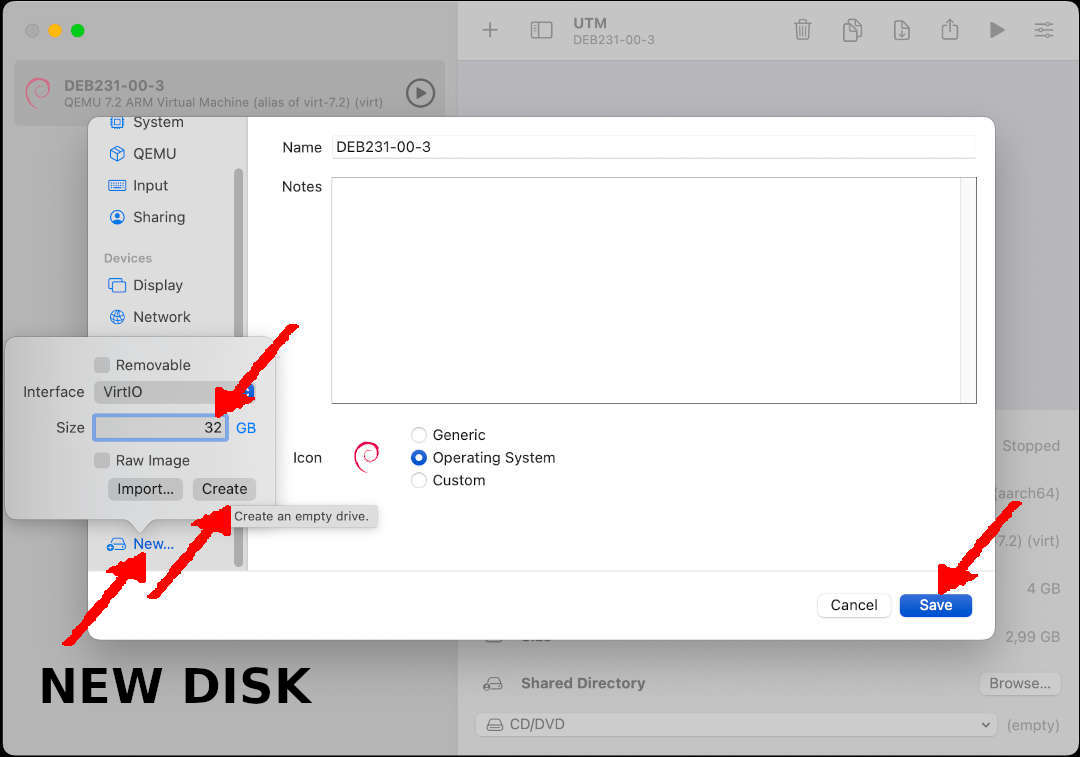 UTM
DEB231-00-3
DEB231-00-3
QEMU 7.2 ARM Virtual Machine (alias of virt-7.2) (virt)
System
QEMU
Input
Sharing
Devices
Display
Network
Name DEB231-00-3
Notes
Removable
Interface VirtIO
Size 32 GB
Raw Image
Import... Create
Create an empty drive.
New...
Icon
Generic
Operating System
Custom
Stopped
(aarch64)
7.2) (virt)
4 GB
Cancel Save
Size 2,99 GB
NEW DISK
Shared Directory Browse...
CD/DVD (empty)